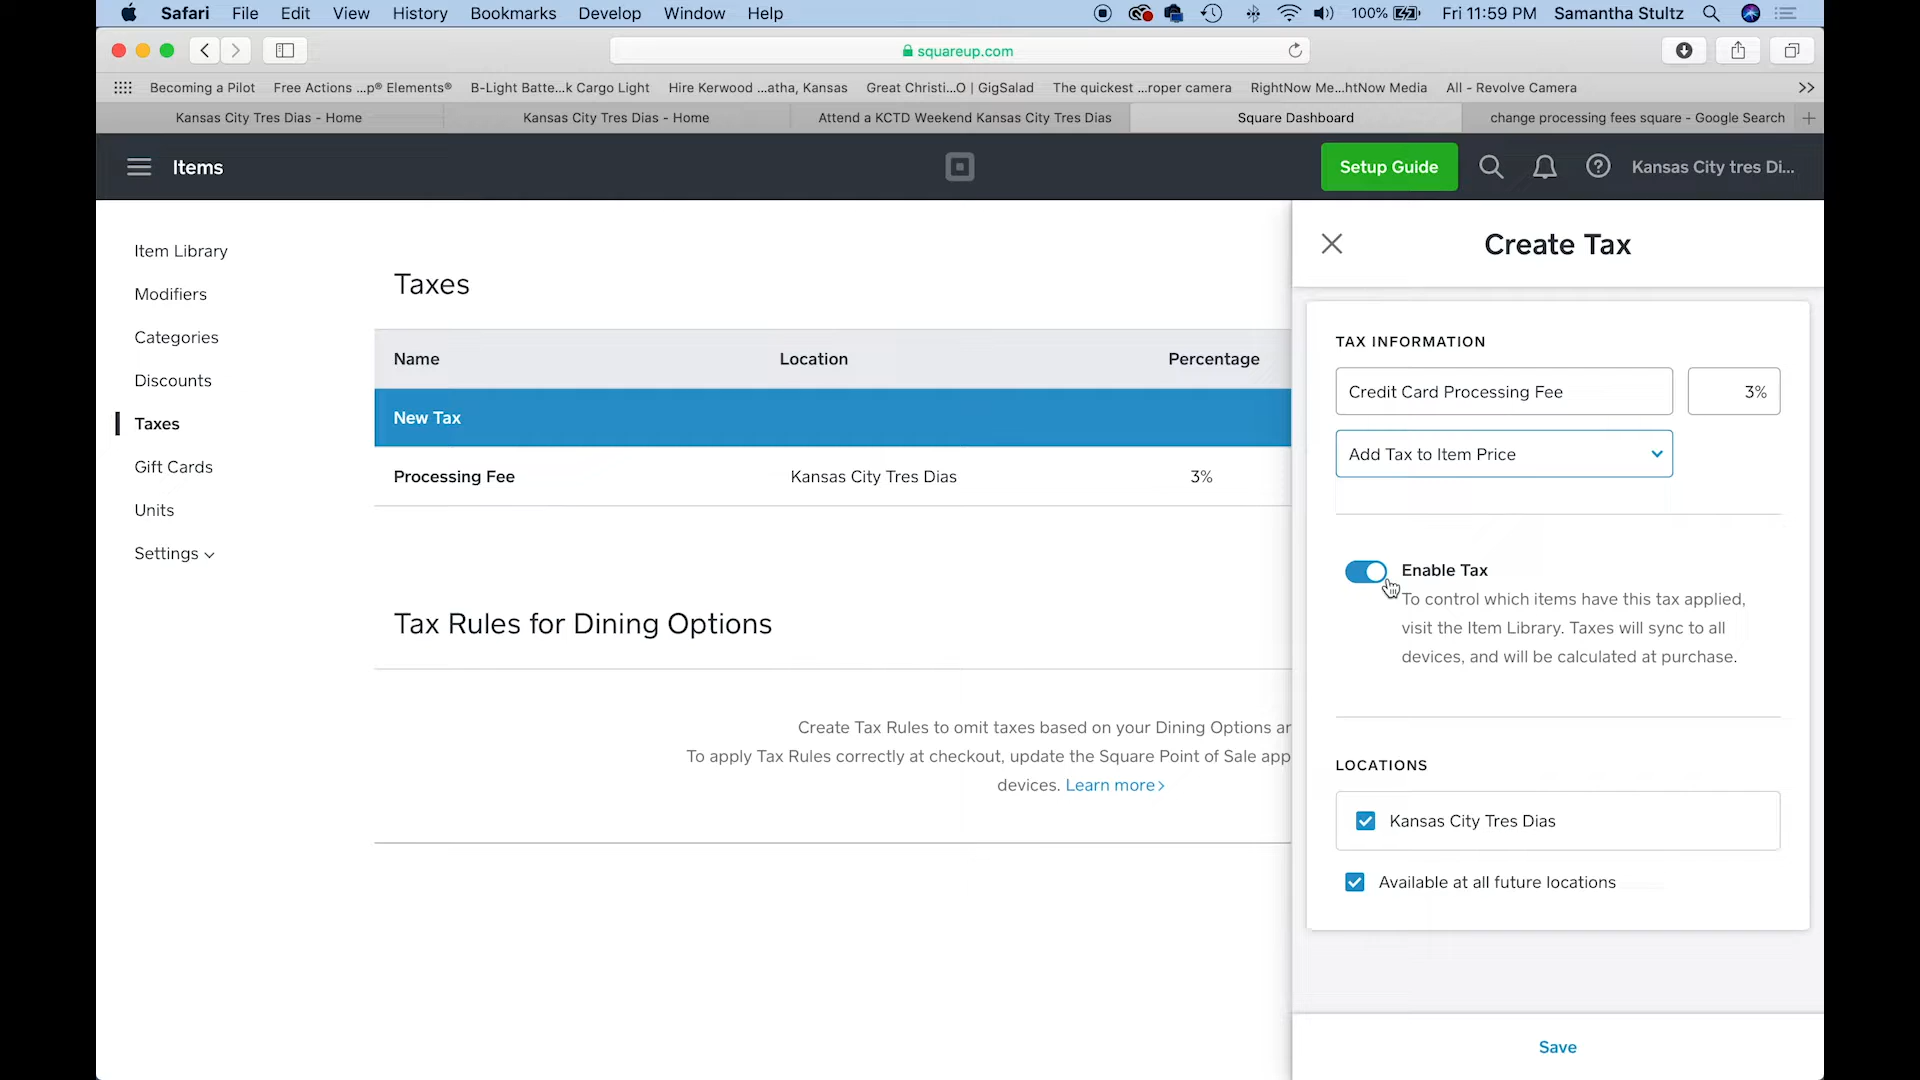 Safari File Edit View History Bookmarks Develop Window Help 100% Fri 11:59 PM Samantha Stultz
squareup.com
Becoming a Pilot Free Actions ...p® Elements® B-Light Batte...k Cargo Light Hire Kerwood ...atha, Kansas Great Christi...O | GigSalad The quickest ...roper camera RightNow Me...htNow Media All - Revolve Camera
Kansas City Tres Dias - Home Kansas City Tres Dias - Home Attend a KCTD Weekend Kansas City Tres Dias Square Dashboard change processing fees square - Google Search
Items Setup Guide Kansas City tres Di...
Item Library
Modifiers
Categories
Discounts
Taxes
Gift Cards
Units
Settings
Taxes
Name Location Percentage
New Tax
Processing Fee Kansas City Tres Dias 3%
Tax Rules for Dining Options
Create Tax Rules to omit taxes based on your Dining Options ar
To apply Tax Rules correctly at checkout, update the Square Point of Sale app
devices. Learn more >
Create Tax
TAX INFORMATION
Credit Card Processing Fee 3%
Add Tax to Item Price
Enable Tax
To control which items have this tax applied,
visit the Item Library. Taxes will sync to all
devices, and will be calculated at purchase.
LOCATIONS
Kansas City Tres Dias
Available at all future locations
Save